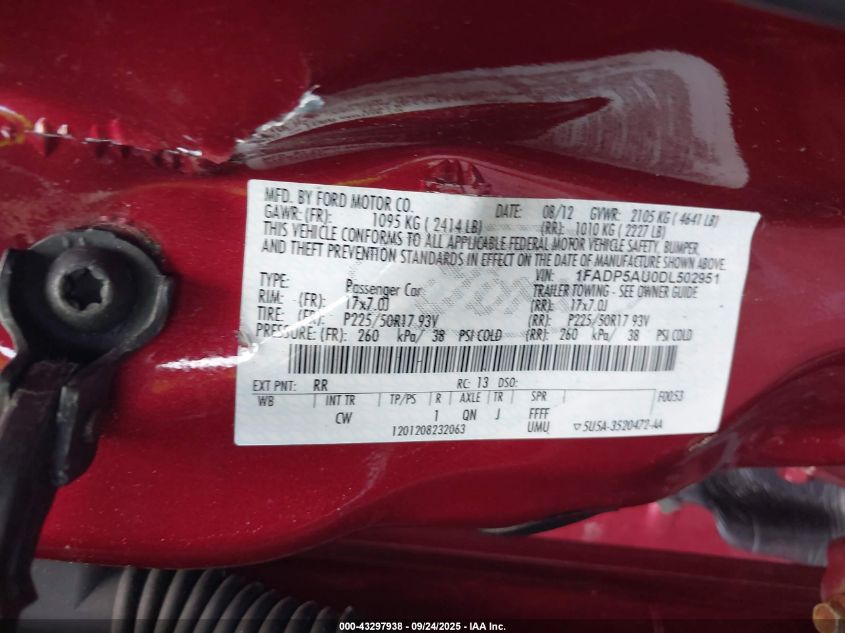 MFD. BY FORD MOTOR CO. DATE: 08/12 GVWR: 2105 KG ( 4641 LB)
GAWR: (FR): 1095 KG ( 2414 LB) (RR): 1010 KG ( 2227 LB)
THIS VEHICLE CONFORMS TO ALL APPLICABLE FEDERAL MOTOR VEHICLE SAFETY, BUMPER,
AND THEFT PREVENTION STANDARDS IN EFFECT ON THE DATE OF MANUFACTURE SHOWN ABOVE.
VIN: 1FADP5AU0DL502951
TYPE: Passenger Car TRAILER TOWING - SEE OWNER GUIDE
RIM: (FR): 17x7.0J (RR): 17x7.0J
TIRE: (FR): P225/50R17 93V (RR): P225/50R17 93V
PRESSURE: (FR): 260 kPa/ 38 PSI COLD (RR): 260 kPa/ 38 PSI COLD
EXT PNT: RR RC: 13 DSO: F0053
WB INT TR TP/PS R AXLE TR SPR
CW 1 QN J FFFF
1201208232063 UMU ▽5U5A-3520472-AA
000-43297938 - 09/24/2025 - IAA Inc.